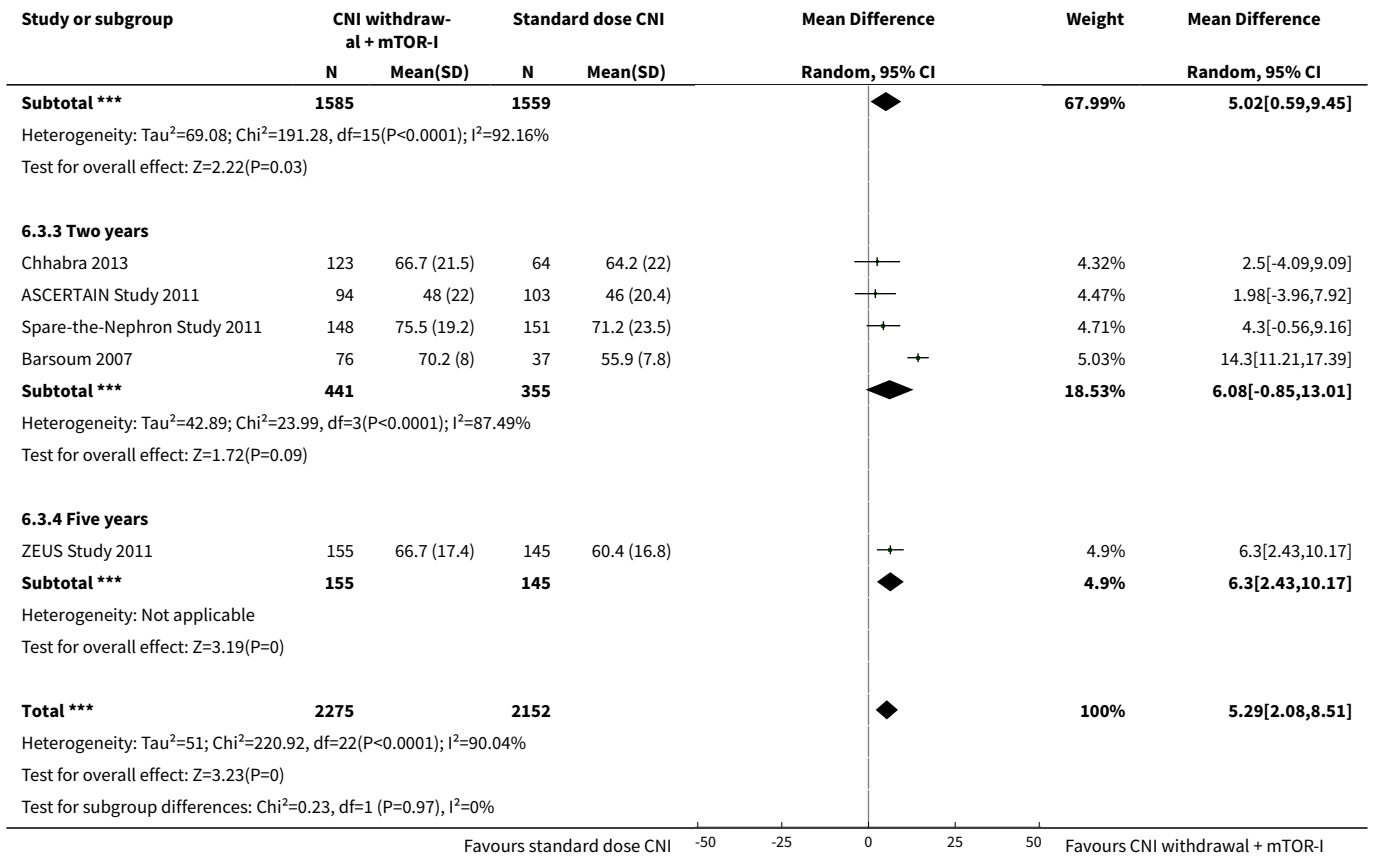 Study or subgroup CNI withdraw- Standard dose CNI Mean Difference Weight Mean Difference
al + mTOR-I
N Mean(SD) N Mean(SD) Random, 95% CI Random, 95% CI
Subtotal *** 1585 1559 67.99% 5.02[0.59,9.45]
Heterogeneity: Tau²=69.08; Chi²=191.28, df=15(P<0.0001); I²=92.16%
Test for overall effect: Z=2.22(P=0.03)
6.3.3 Two years
Chhabra 2013 123 66.7 (21.5) 64 64.2 (22) 4.32% 2.5[-4.09,9.09]
ASCERTAIN Study 2011 94 48 (22) 103 46 (20.4) 4.47% 1.98[-3.96,7.92]
Spare-the-Nephron Study 2011 148 75.5 (19.2) 151 71.2 (23.5) 4.71% 4.3[-0.56,9.16]
Barsoum 2007 76 70.2 (8) 37 55.9 (7.8) 5.03% 14.3[11.21,17.39]
Subtotal *** 441 355 18.53% 6.08[-0.85,13.01]
Heterogeneity: Tau²=42.89; Chi²=23.99, df=3(P<0.0001); I²=87.49%
Test for overall effect: Z=1.72(P=0.09)
6.3.4 Five years
ZEUS Study 2011 155 66.7 (17.4) 145 60.4 (16.8) 4.9% 6.3[2.43,10.17]
Subtotal *** 155 145 4.9% 6.3[2.43,10.17]
Heterogeneity: Not applicable
Test for overall effect: Z=3.19(P=0)
Total *** 2275 2152 100% 5.29[2.08,8.51]
Heterogeneity: Tau²=51; Chi²=220.92, df=22(P<0.0001); I²=90.04%
Test for overall effect: Z=3.23(P=0)
Test for subgroup differences: Chi²=0.23, df=1 (P=0.97), I²=0%
Favours standard dose CNI -50 -25 0 25 50 Favours CNI withdrawal + mTOR-I